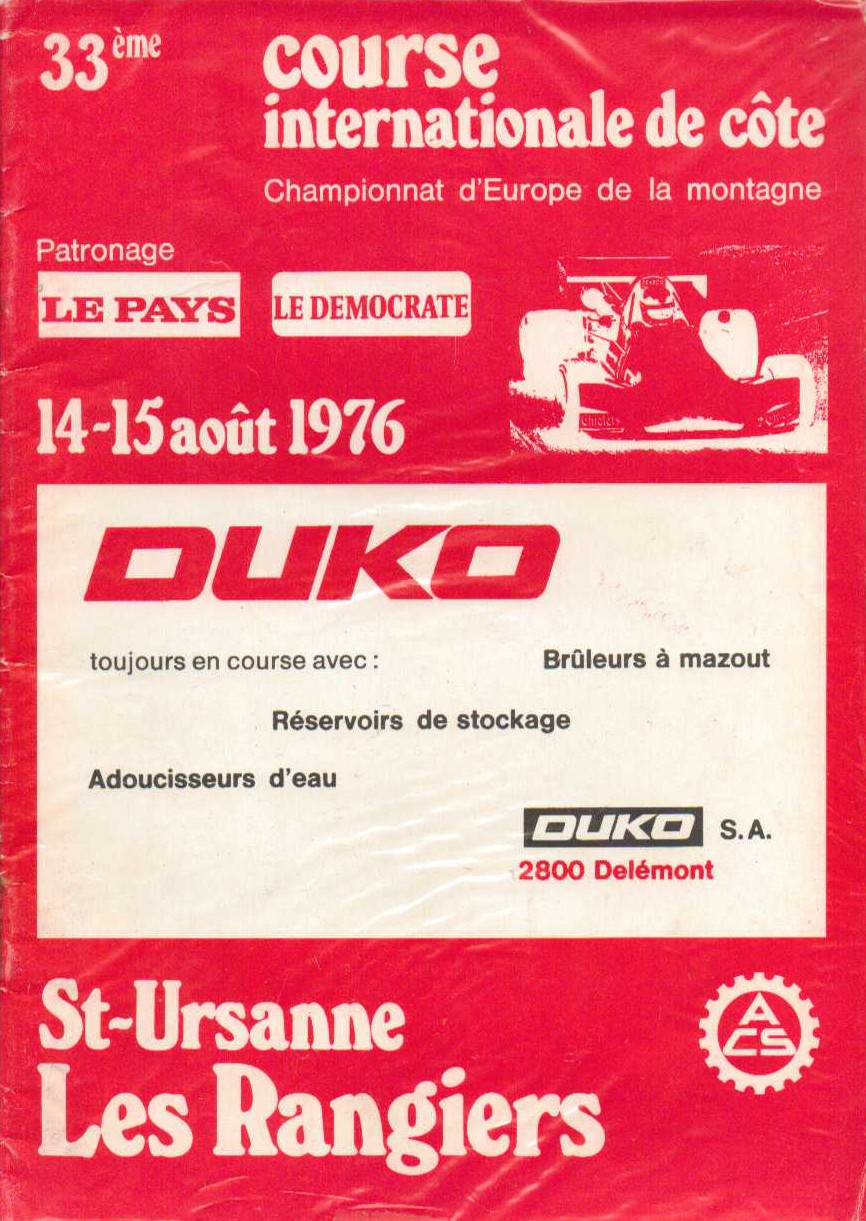 33ème
course
internationale de côte
Championnat d'Europe de la montagne
Patronage
LE PAYS
LE DEMOCRATE
14-15 août 1976
Chiclets
DUKO
toujours en course avec :
Brûleurs à mazout
Réservoirs de stockage
Adoucisseurs d'eau
DUKO S.A.
2800 Delémont
St-Ursanne
Les Rangiers
A
CS